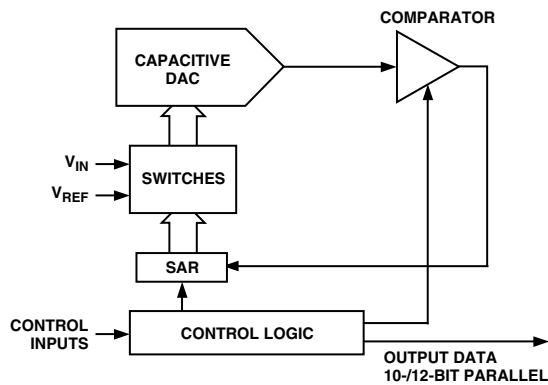 COMPARATOR
CAPACITIVE
DAC
VIN
VREF
SWITCHES
SAR
CONTROL
INPUTS
CONTROL LOGIC
OUTPUT DATA
10-/12-BIT PARALLEL